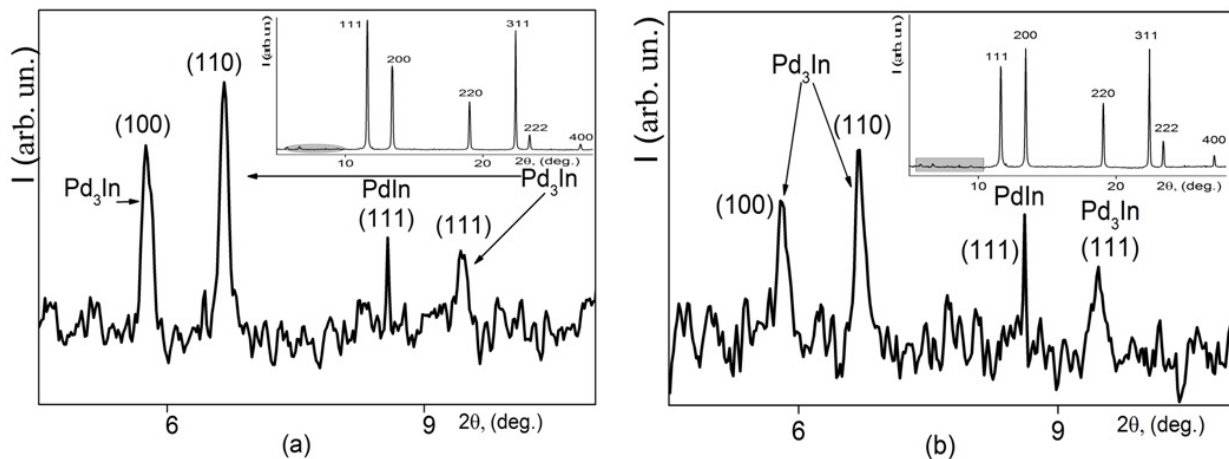 I (arb. un.)
(110)
(100)
Pd₃In
PdIn
(111)
(111)
Pd₃In
6
9
2θ, (deg.)
(a)
I (arb un.)
111
200
220
311
222
400
10
20
2θ, (deg.)
I (arb. un.)
Pd₃In
(110)
(100)
PdIn
(111)
Pd₃In
(111)
6
9
2θ, (deg.)
(b)
I (arb un.)
111
200
220
311
222
400
10
20
2θ, (deg.)